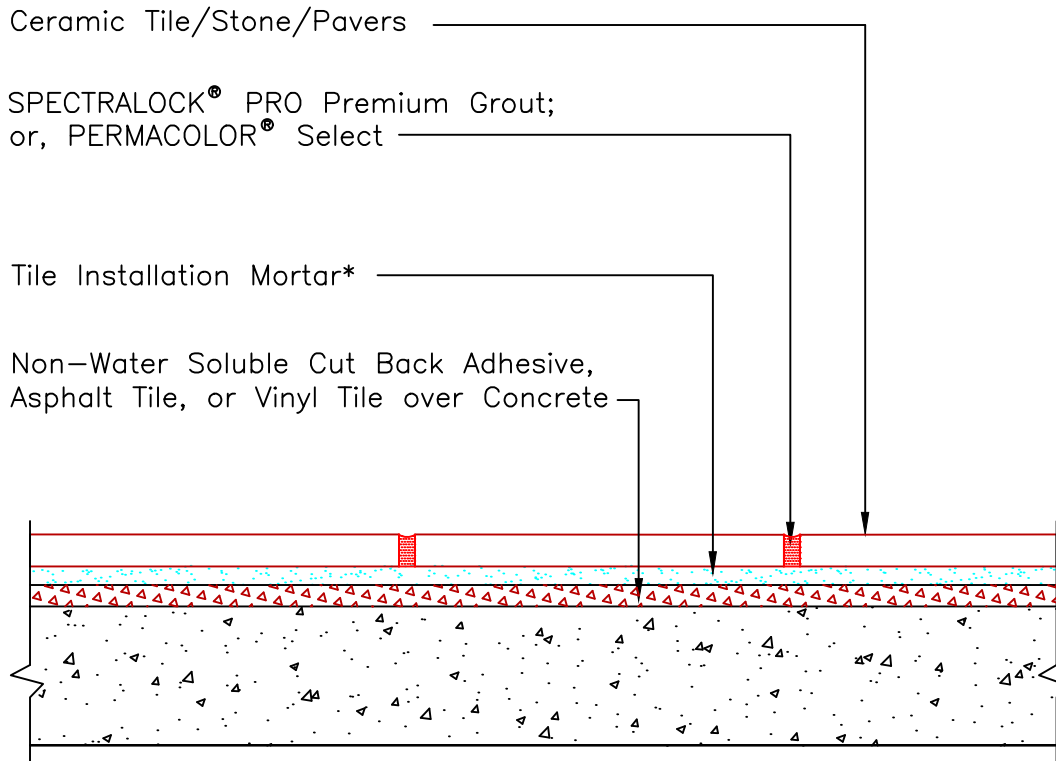 Ceramic Tile/Stone/Pavers
SPECTRALOCK® PRO Premium Grout;
or, PERMACOLOR® Select
Tile Installation Mortar*
Non-Water Soluble Cut Back Adhesive,
Asphalt Tile, or Vinyl Tile over Concrete